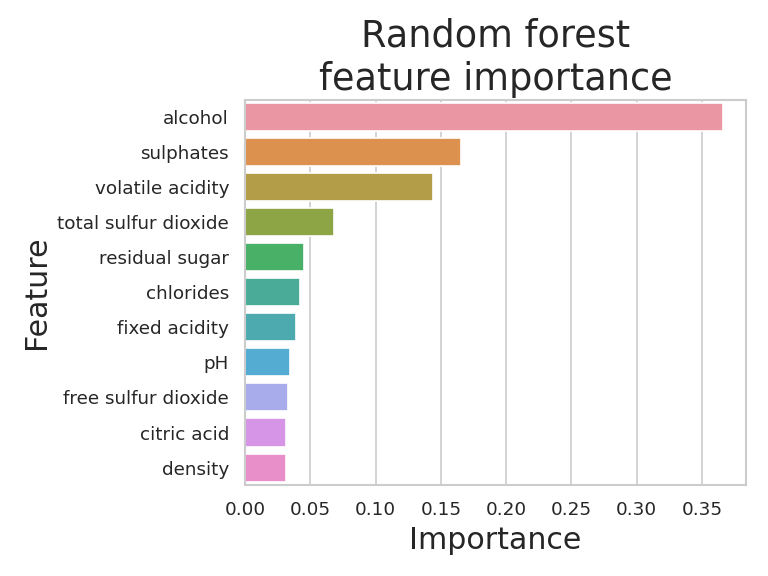 Random forest
feature importance
Feature
alcohol
sulphates
volatile acidity
total sulfur dioxide
residual sugar
chlorides
fixed acidity
pH
free sulfur dioxide
citric acid
density
0.00 0.05 0.10 0.15 0.20 0.25 0.30 0.35
Importance